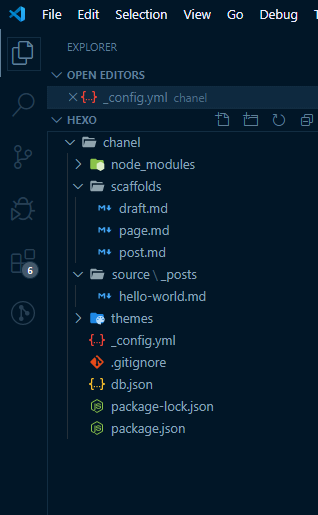 File Edit Selection View Go Debug
EXPLORER
OPEN EDITORS
_config.yml chanel
HEXO
chanel
node_modules
scaffolds
draft.md
page.md
post.md
source \ _posts
hello-world.md
themes
_config.yml
.gitignore
6
db.json
package-lock.json
package.json